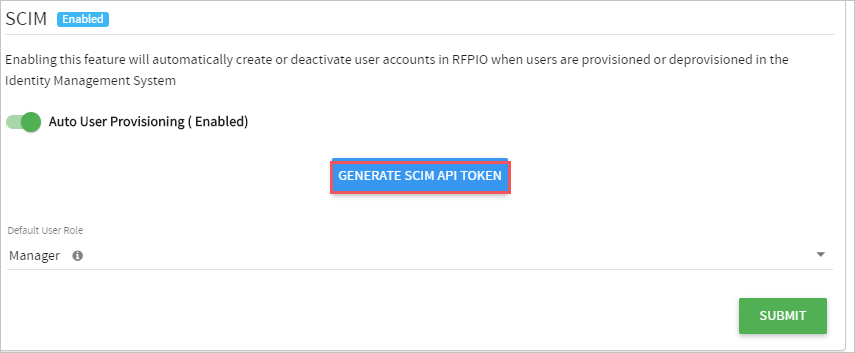 SCIM Enabled
Enabling this feature will automatically create or deactivate user accounts in RFPIO when users are provisioned or deprovisioned in the
Identity Management System
Auto User Provisioning ( Enabled)
GENERATE SCIM API TOKEN
Default User Role
Manager
SUBMIT